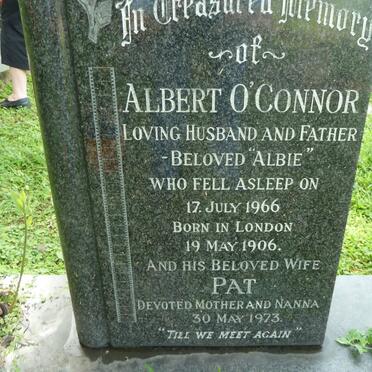 In Treasured Memory
~ of ~
ALBERT O'CONNOR
LOVING HUSBAND AND FATHER
- BELOVED "ALBIE"
WHO FELL ASLEEP ON
17. JULY 1966
BORN IN LONDON
19 MAY 1906.
AND HIS BELOVED WIFE
PAT
DEVOTED MOTHER AND NANNA
30 MAY 1973.
"TILL WE MEET AGAIN"